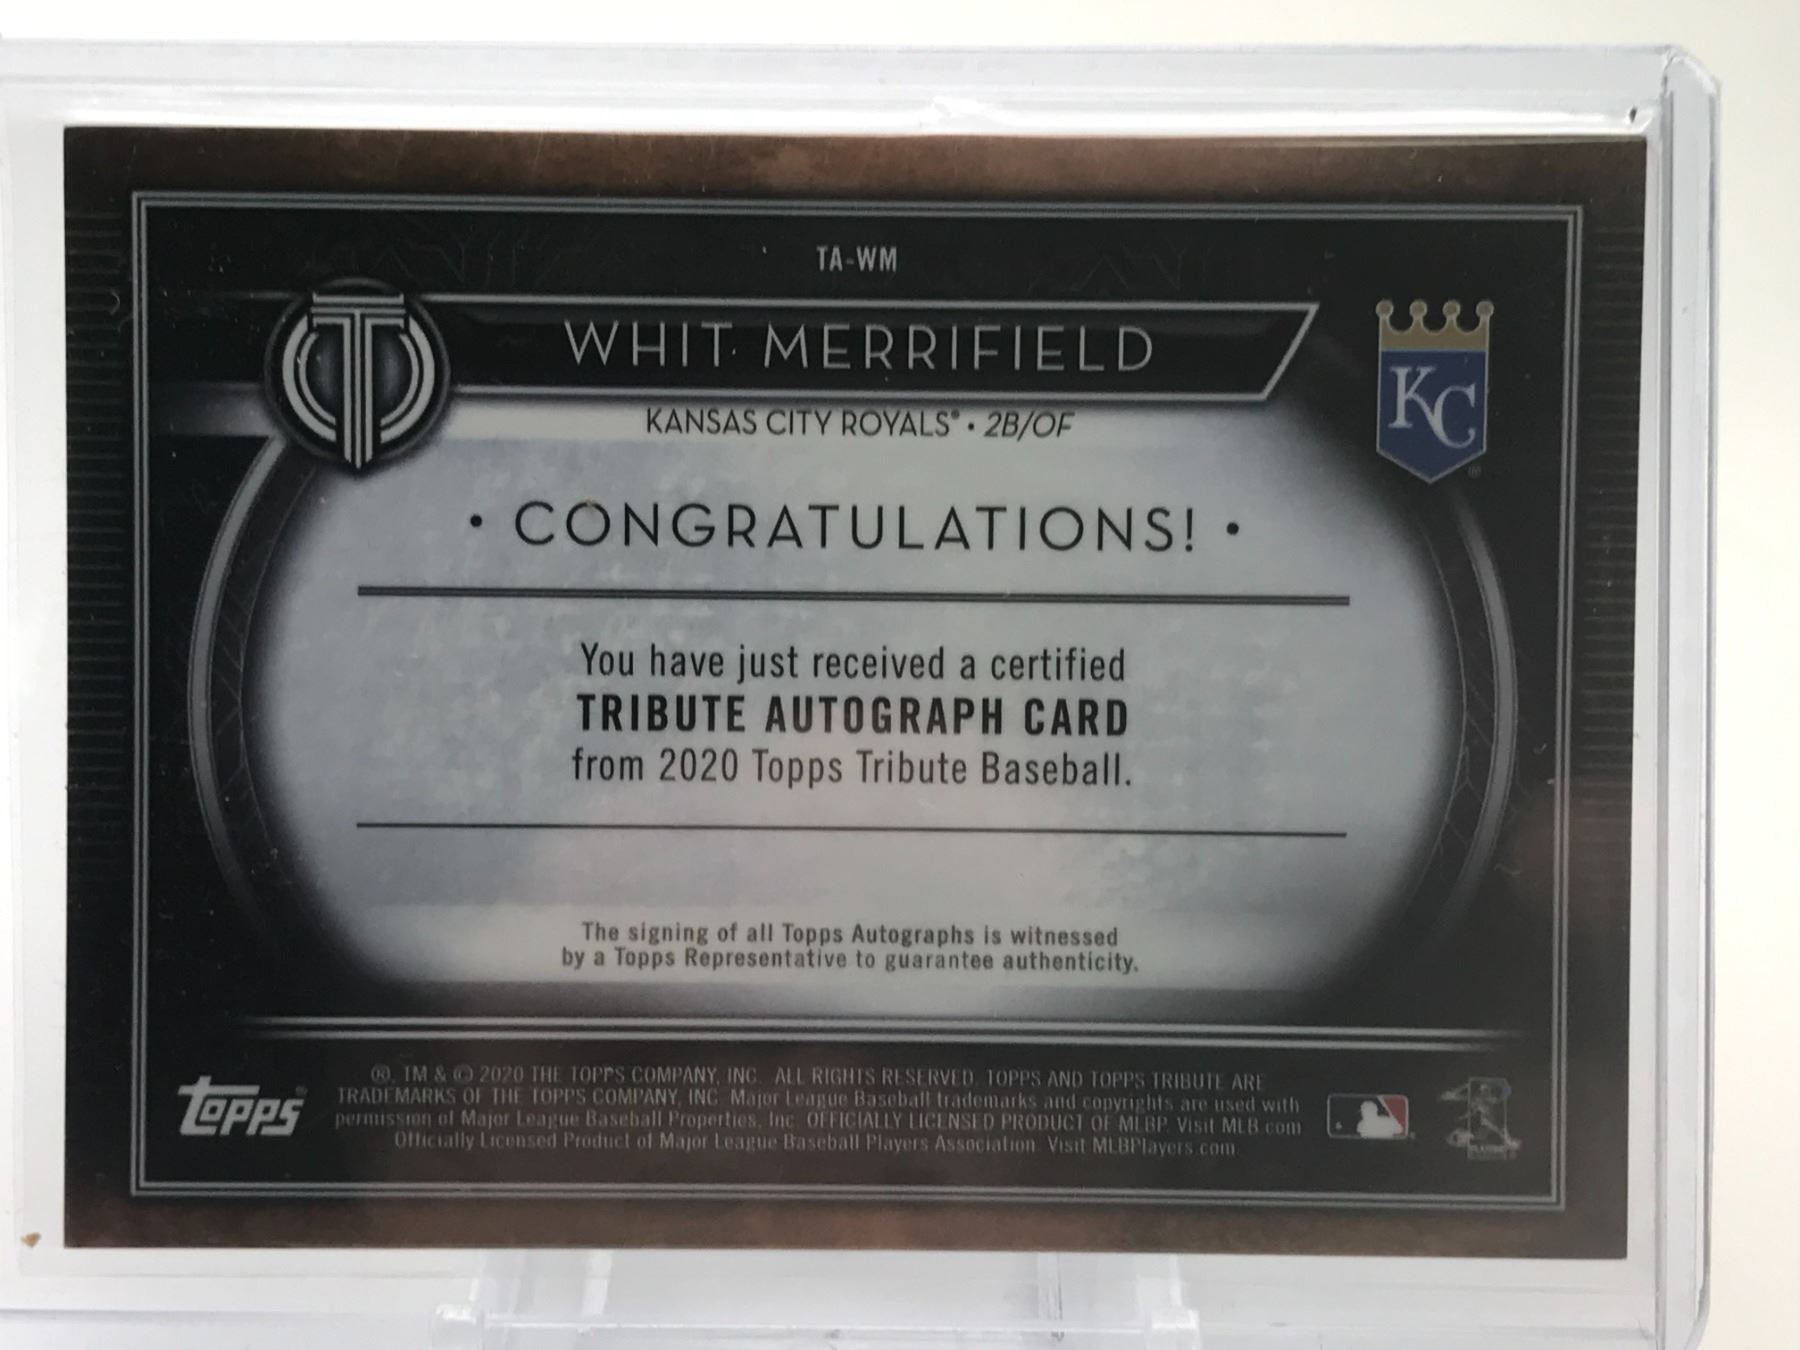 TA-WM
WHIT MERRIFIELD
KANSAS CITY ROYALS® • 2B/OF
KC
• CONGRATULATIONS! •
You have just received a certified
TRIBUTE AUTOGRAPH CARD
from 2020 Topps Tribute Baseball.
The signing of all Topps Autographs is witnessed
by a Topps Representative to guarantee authenticity.
topps
®, TM & © 2020 THE TOPPS COMPANY, INC. ALL RIGHTS RESERVED. TOPPS AND TOPPS TRIBUTE ARE
TRADEMARKS OF THE TOPPS COMPANY, INC. Major League Baseball trademarks and copyrights are used with
permission of Major League Baseball Properties, Inc. OFFICIALLY LICENSED PRODUCT OF MLBP. Visit MLB.com
Officially Licensed Product of Major League Baseball Players Association. Visit MLBPlayers.com